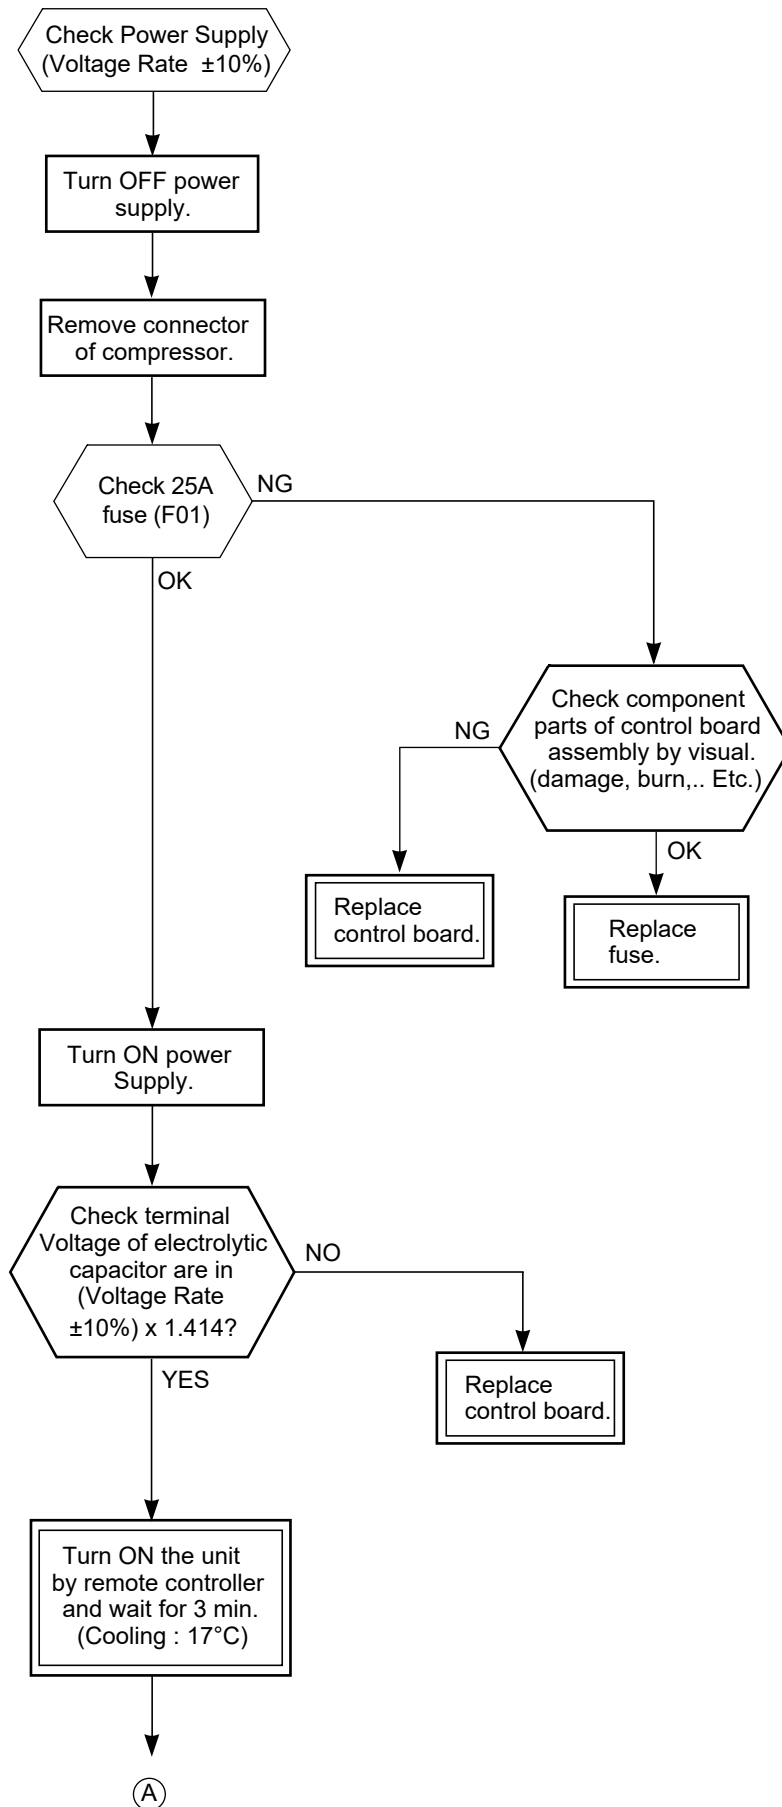 Check Power Supply
(Voltage Rate ±10%)
Turn OFF power
supply.
Remove connector
of compressor.
Check 25A
fuse (F01)
NG
OK
Check component
parts of control board
assembly by visual.
(damage, burn,.. Etc.)
NG
OK
Replace
control board.
Replace
fuse.
Turn ON power
Supply.
Check terminal
Voltage of electrolytic
capacitor are in
(Voltage Rate
±10%) x 1.414?
NO
YES
Replace
control board.
Turn ON the unit
by remote controller
and wait for 3 min.
(Cooling : 17°C)
A